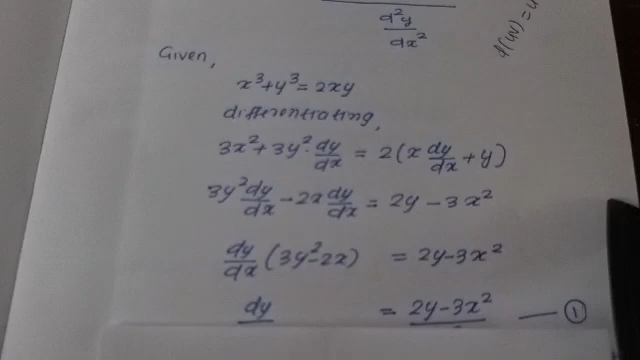 d²y/dx²
d(uv) = u
Given,
x³+y³=2xy
differentiating,
3x²+3y²·dy/dx = 2(x dy/dx + y)
3y² dy/dx - 2x dy/dx = 2y - 3x²
dy/dx (3y²-2x) = 2y-3x²
dy = 2y-3x² — ①